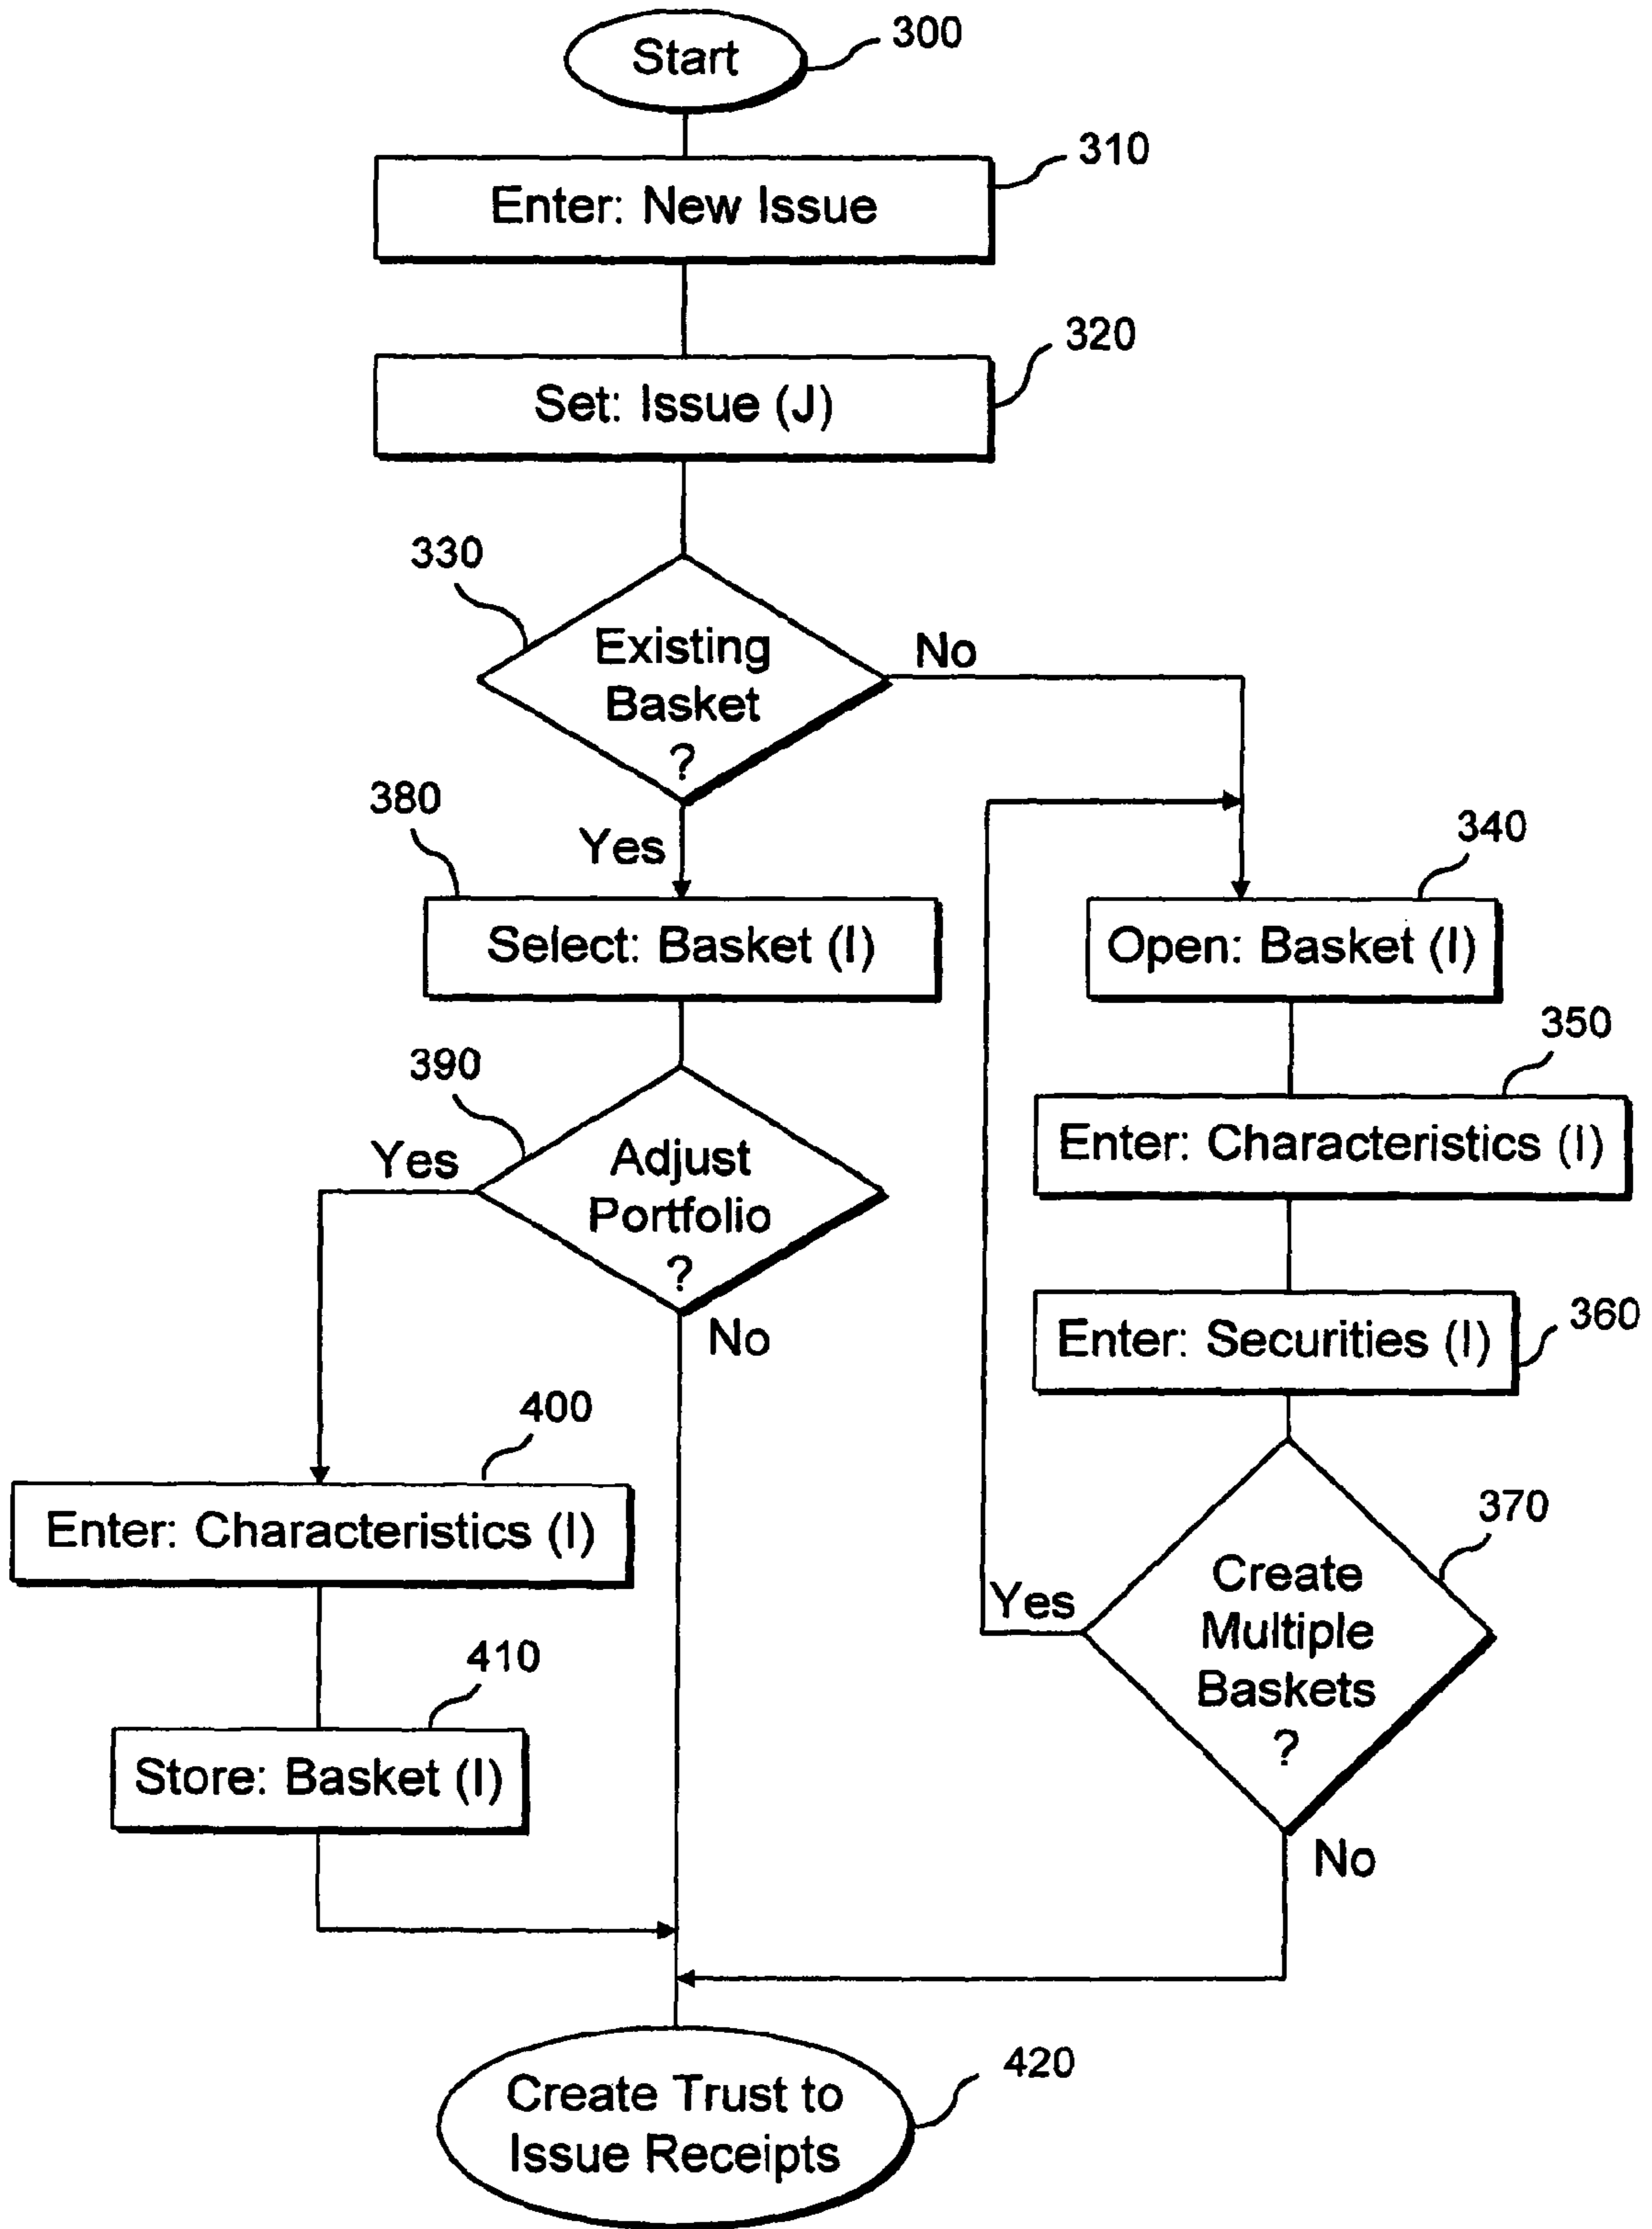 Start
300
310
Enter: New Issue
320
Set: Issue (J)
330
Existing
Basket
?
No
Yes
380
Select: Basket (I)
340
Open: Basket (I)
350
Enter: Characteristics (I)
390
Yes
Adjust
Portfolio
?
No
360
Enter: Securities (I)
400
Enter: Characteristics (I)
370
Create
Multiple
Baskets
?
Yes
No
410
Store: Basket (I)
420
Create Trust to
Issue Receipts